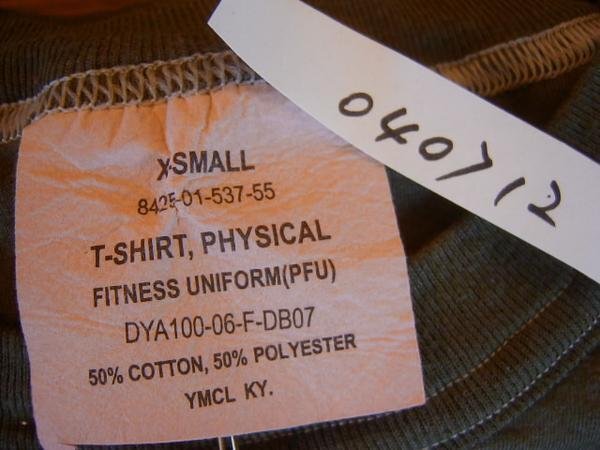 X-SMALL
8425-01-537-55
T-SHIRT, PHYSICAL
FITNESS UNIFORM(PFU)
DYA100-06-F-DB07
50% COTTON, 50% POLYESTER
YMCL KY.
040712